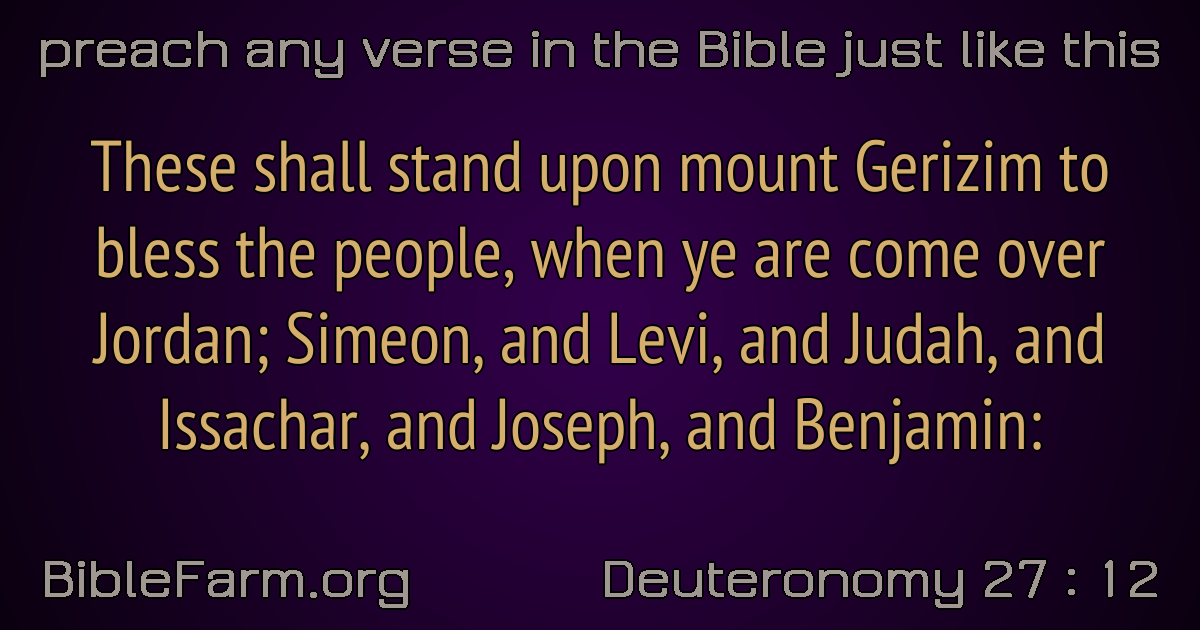 preach any verse in the Bible just like this
These shall stand upon mount Gerizim to
bless the people, when ye are come over
Jordan; Simeon, and Levi, and Judah, and
Issachar, and Joseph, and Benjamin:
BibleFarm.org
Deuteronomy 27 : 12